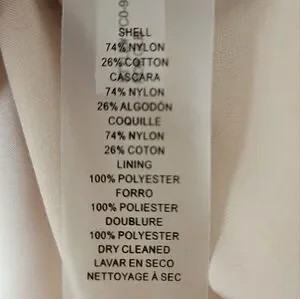 SHELL
74% NYLON
26% COTTON
CASCARA
74% NYLON
26% ALGODÓN
COQUILLE
74% NYLON
26% COTON
LINING
100% POLYESTER
FORRO
100% POLIESTER
DOUBLURE
100% POLYESTER
DRY CLEANED
LAVAR EN SECO
NETTOYAGE À SEC